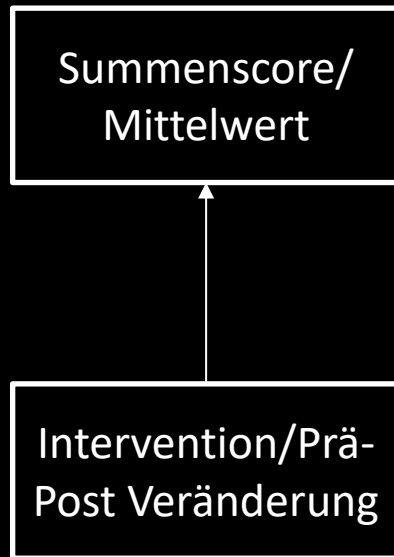 Summenscore/
Mittelwert
Intervention/Prä-
Post Veränderung